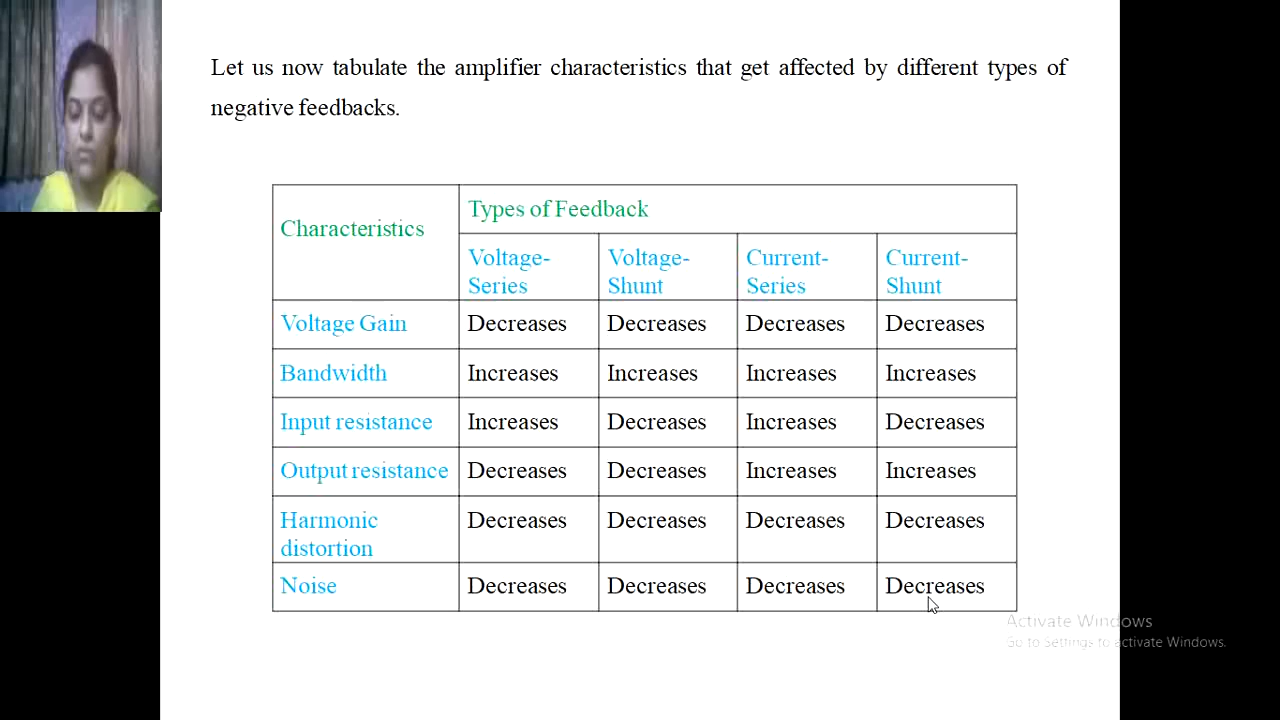 Let us now tabulate the amplifier characteristics that get affected by different types of
negative feedbacks.
Characteristics
Types of Feedback
Voltage-
Series
Voltage-
Shunt
Current-
Series
Current-
Shunt
Voltage Gain Decreases Decreases Decreases Decreases
Bandwidth Increases Increases Increases Increases
Input resistance Increases Decreases Increases Decreases
Output resistance Decreases Decreases Increases Increases
Harmonic
distortion
Decreases Decreases Decreases Decreases
Noise Decreases Decreases Decreases Decreases
Activate Windows
Go to Settings to activate Windows.